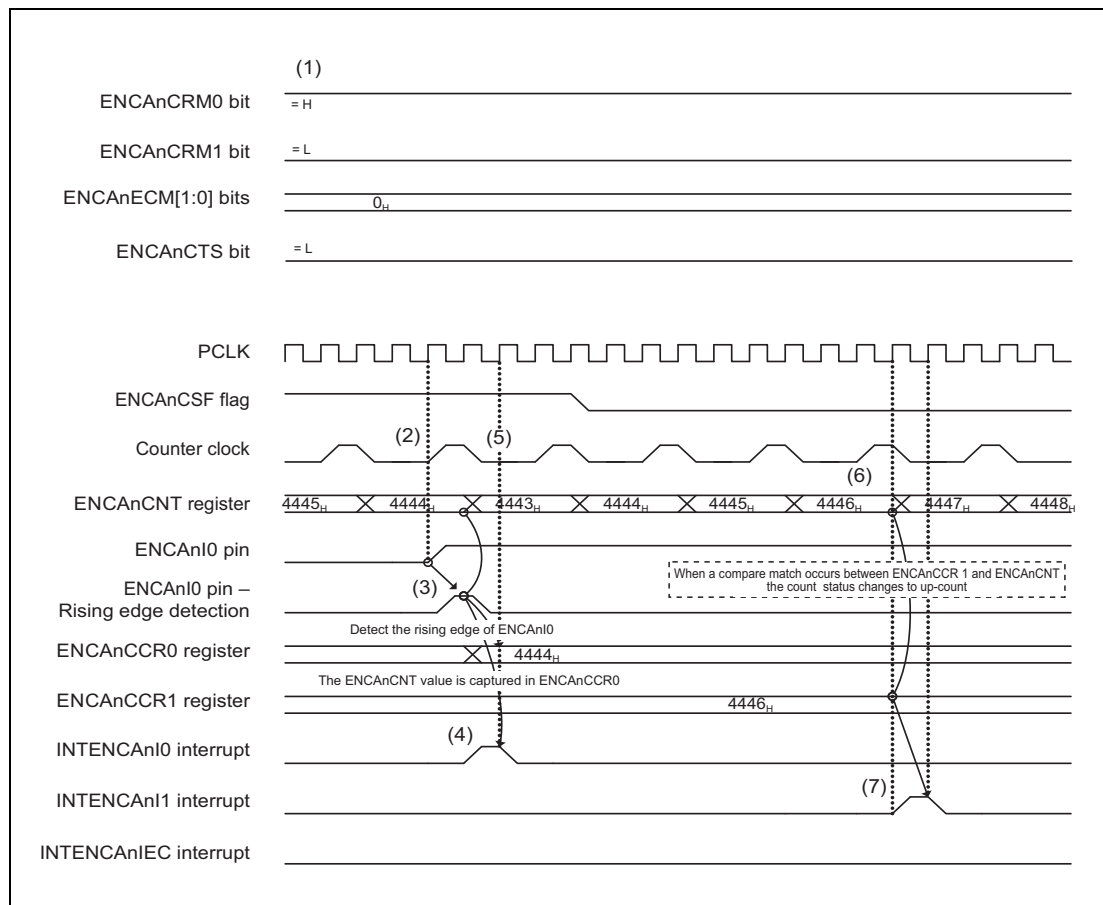 (1)
ENCAnCRM0 bit = H
ENCAnCRM1 bit = L
ENCAnECM[1:0] bits 0H
ENCAnCTS bit = L
PCLK
ENCAnCSF flag
(2) (5)
Counter clock
(6)
ENCAnCNT register 4445H 4444H 4443H 4444H 4445H 4446H 4447H 4448H
ENCAnI0 pin
When a compare match occurs between ENCAnCCR 1 and ENCAnCNT
the count status changes to up-count
(3)
ENCAnI0 pin –
Rising edge detection
Detect the rising edge of ENCAnI0
ENCAnCCR0 register 4444H
The ENCAnCNT value is captured in ENCAnCCR0
ENCAnCCR1 register 4446H
(4)
INTENCAnI0 interrupt
(7)
INTENCAnI1 interrupt
INTENCAnIEC interrupt